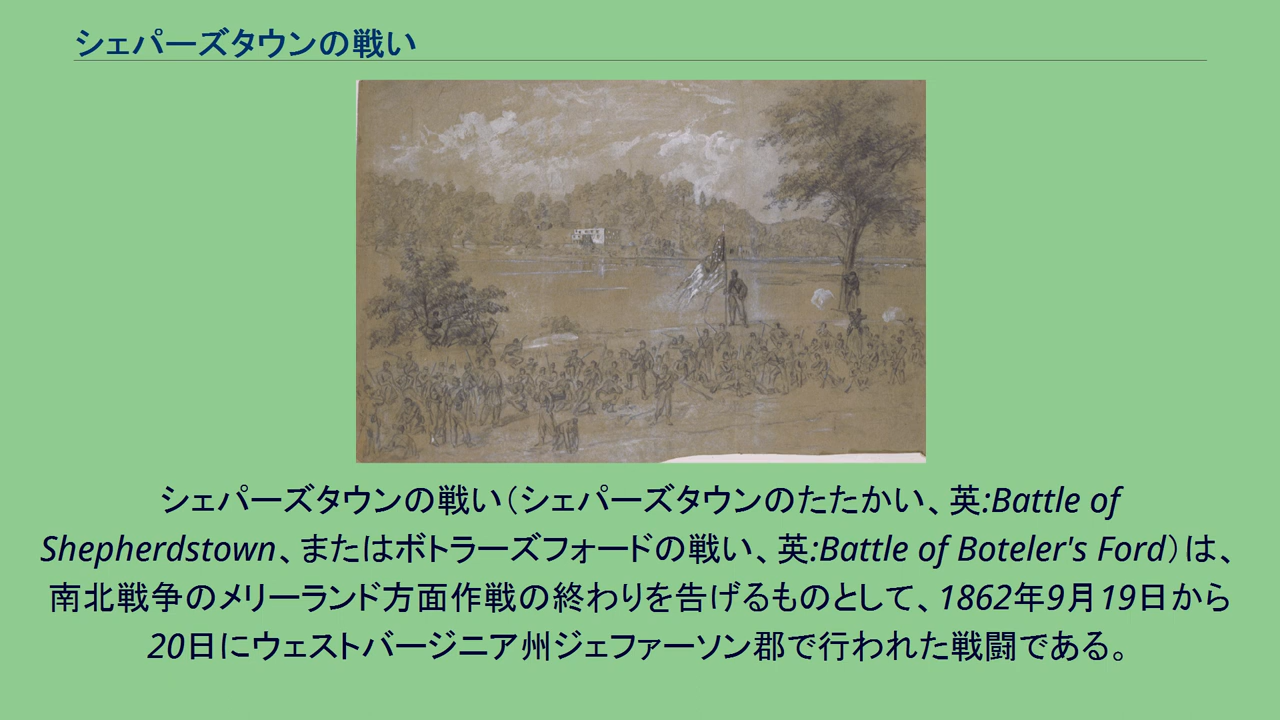 シェパーズタウンの戦い
シェパーズタウンの戦い（シェパーズタウンのたたかい、英:Battle of
Shepherdstown、またはボトラーズフォードの戦い、英:Battle of Boteler's Ford）は、
南北戦争のメリーランド方面作戦の終わりを告げるものとして、1862年9月19日から
20日にウェストバージニア州ジェファーソン郡で行われた戦闘である。